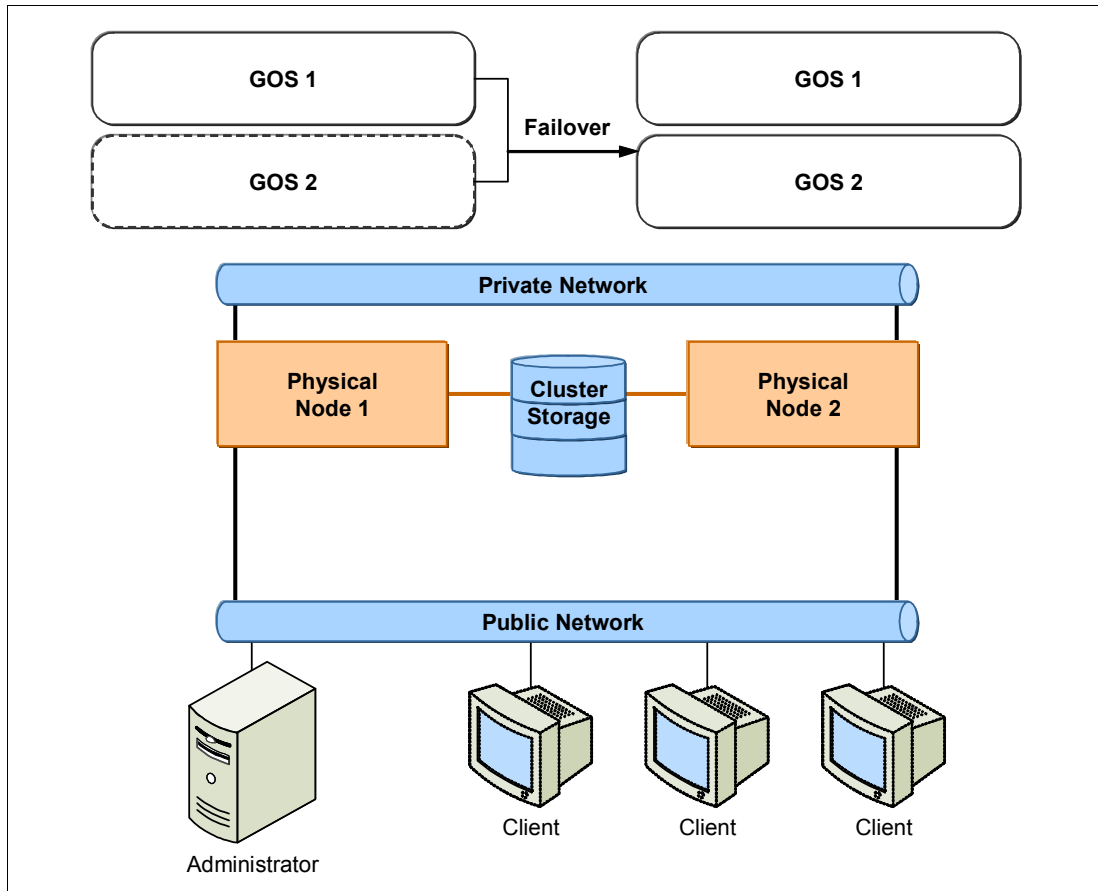 GOS 1
GOS 1
Failover
GOS 2
GOS 2
Private Network
Physical
Node 1
Cluster
Storage
Physical
Node 2
Public Network
Client
Client
Client
Administrator